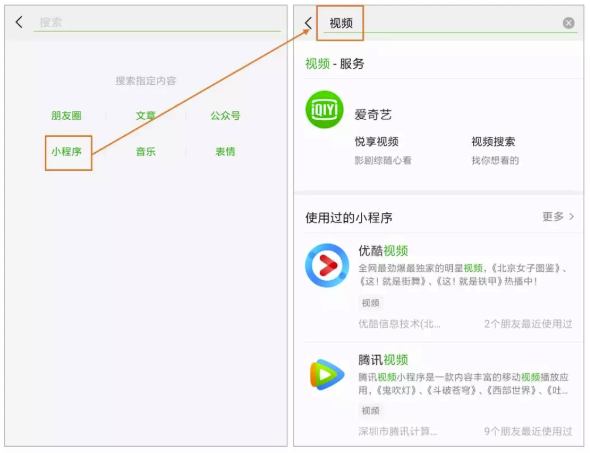 搜索
搜索指定内容
朋友圈 文章 公众号
小程序 音乐 表情
视频
视频 - 服务
iQIYI
爱奇艺
悦享视频 视频搜索
影剧综随心看 找你想看的
使用过的小程序 更多
优酷视频
全网最劲爆最独家的明星视频，《北京女子图鉴》、
《这！就是街舞》、《这！就是铁甲》热播中！
视频
优酷信息技术(北... 2个朋友最近使用过
腾讯视频
腾讯视频小程序是一款内容丰富的移动视频播放应
用，《鬼吹灯》、《斗破苍穹》、《西部世界》、《吐...
视频
深圳市腾讯计算... 9个朋友最近使用过